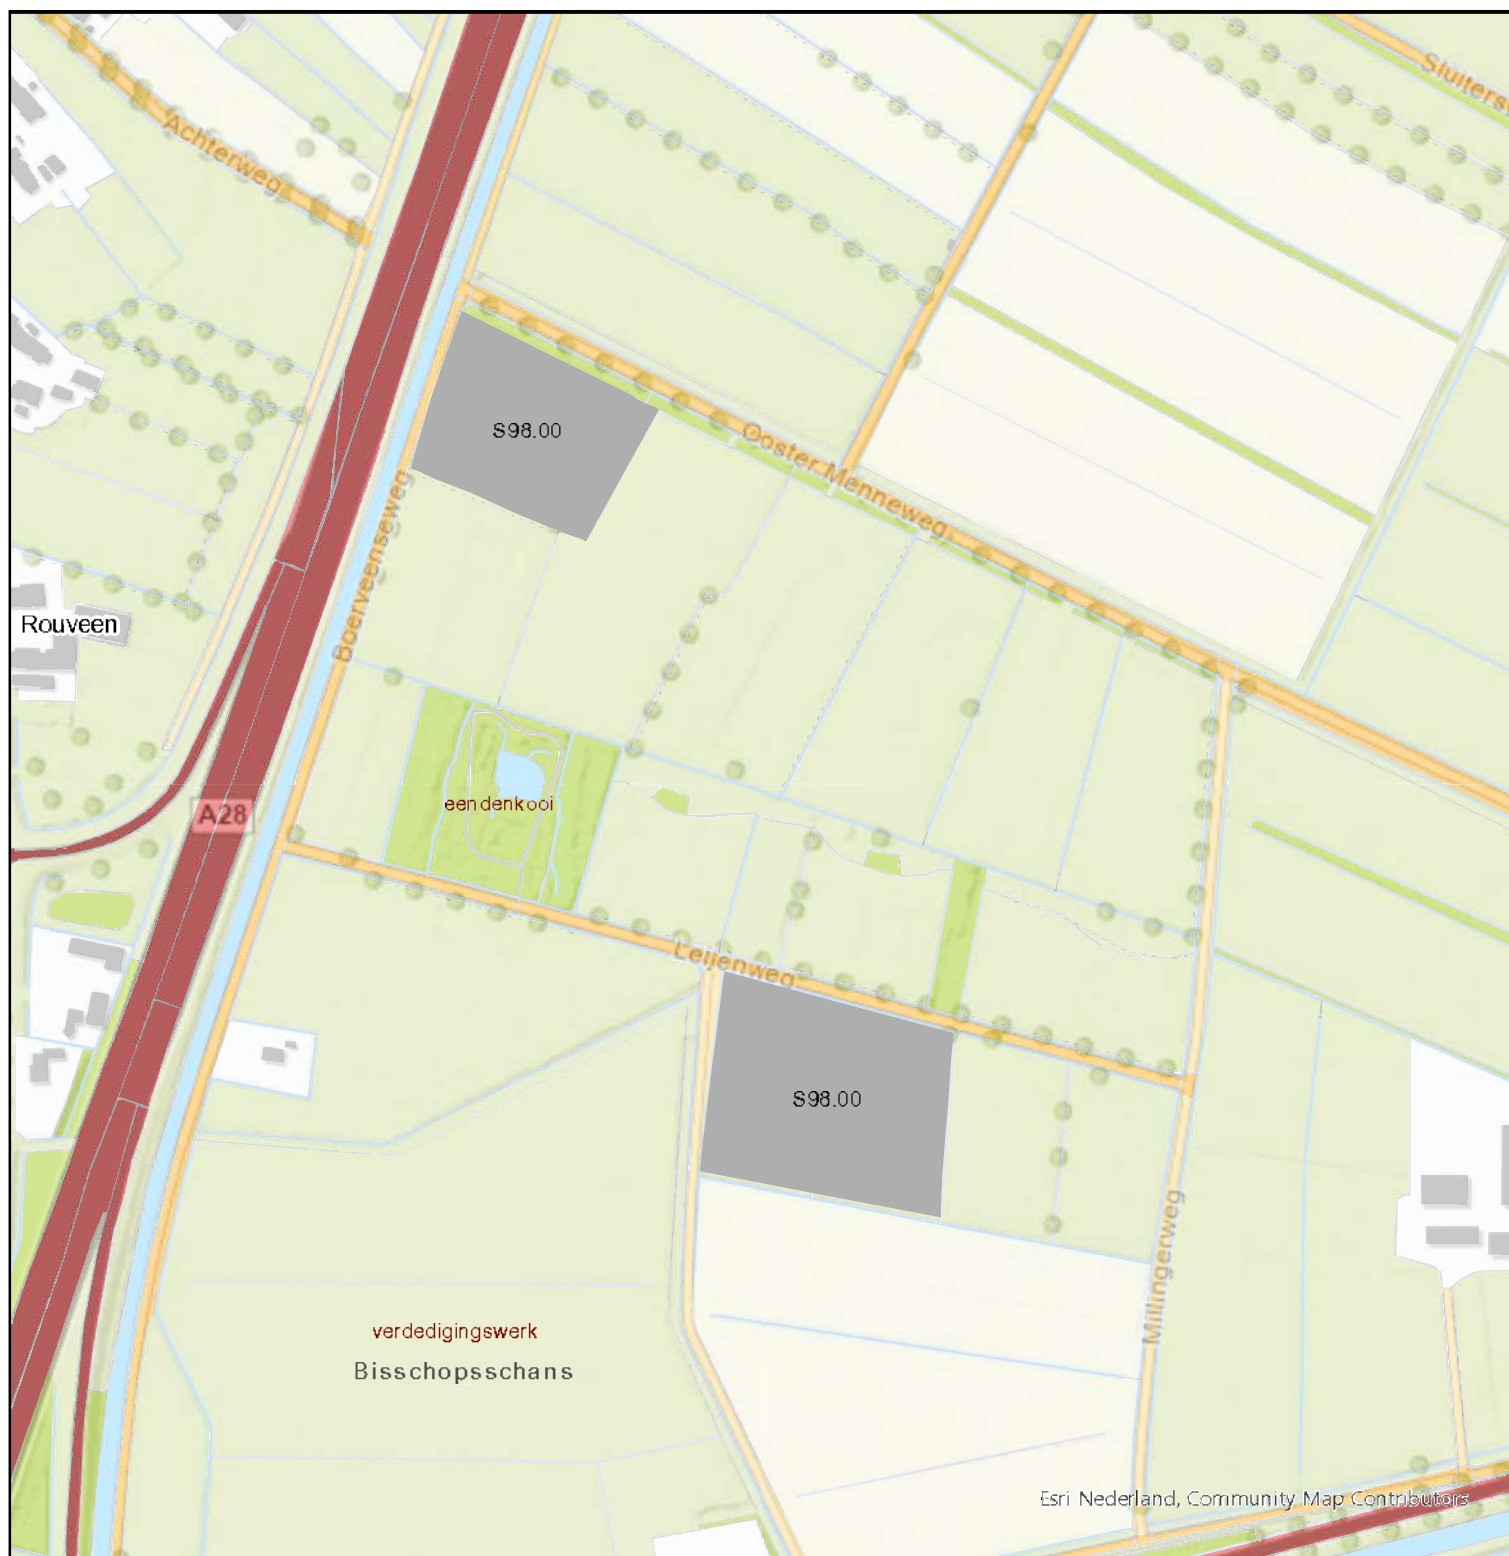 Sluiters
Achterweg
S98.00
Ooster Menneweg
Boerveenseweg
Rouveen
eendenkooi
A28
Leijenweg
S98.00
Millingerweg
verdedigingswerk
Bisschopsschans
Esri Nederland, Community Map Contributors